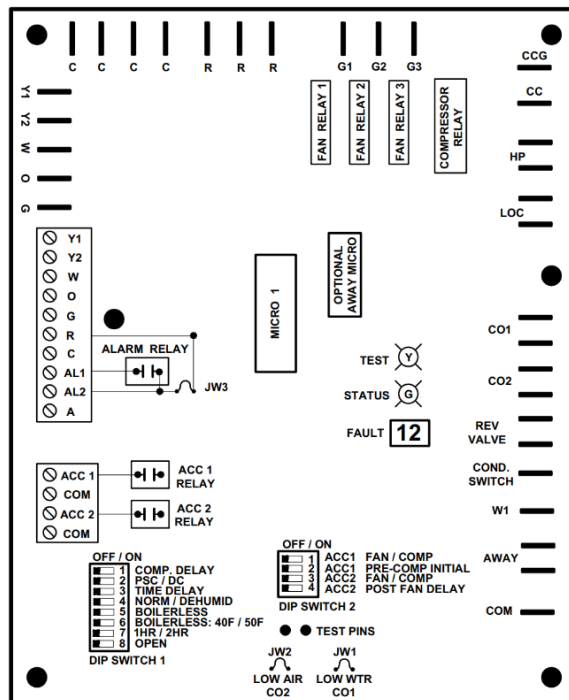 C C C C R R R G1 G2 G3
CCG
CC
HP
LOC
Y1
Y2
W
O
G
FAN RELAY 1
FAN RELAY 2
FAN RELAY 3
COMPRESSOR RELAY
Y1
Y2
W
O
G
R
C
AL1
AL2
A
ALARM RELAY
JW3
MICRO 1
OPTIONAL
AWAY MICRO
TEST Y
STATUS G
FAULT 12
CO1
CO2
REV
VALVE
COND.
SWITCH
W1
AWAY
COM
ACC 1
COM
ACC 2
COM
ACC 1
RELAY
ACC 2
RELAY
OFF / ON
1 COMP. DELAY
2 PSC / DC
3 TIME DELAY
4 NORM / DEHUMID
5 BOILERLESS
6 BOILERLESS: 40F / 50F
7 1HR / 2HR
8 OPEN
DIP SWITCH 1
OFF / ON
1 ACC1 FAN / COMP
2 ACC1 PRE-COMP INITIAL
3 ACC2 FAN / COMP
4 ACC2 POST FAN DELAY
DIP SWITCH 2
TEST PINS
JW2
LOW AIR
CO2
JW1
LOW WTR
CO1